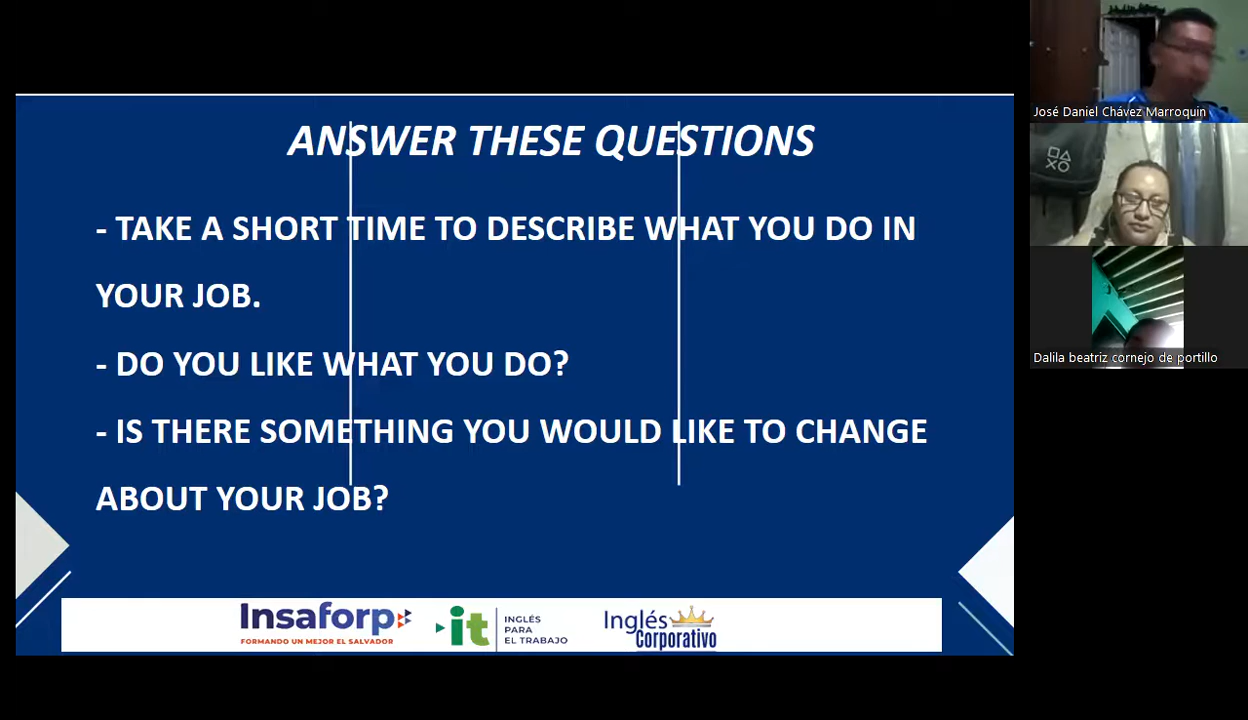 ANSWER THESE QUESTIONS
- TAKE A SHORT TIME TO DESCRIBE WHAT YOU DO IN
YOUR JOB.
- DO YOU LIKE WHAT YOU DO?
- IS THERE SOMETHING YOU WOULD LIKE TO CHANGE
ABOUT YOUR JOB?
Insaforp
FORMANDO UN MEJOR EL SALVADOR
it
INGLÉS
PARA
EL TRABAJO
Inglés
Corporativo
José Daniel Chávez Marroquin
Dalila beatriz cornejo de portillo